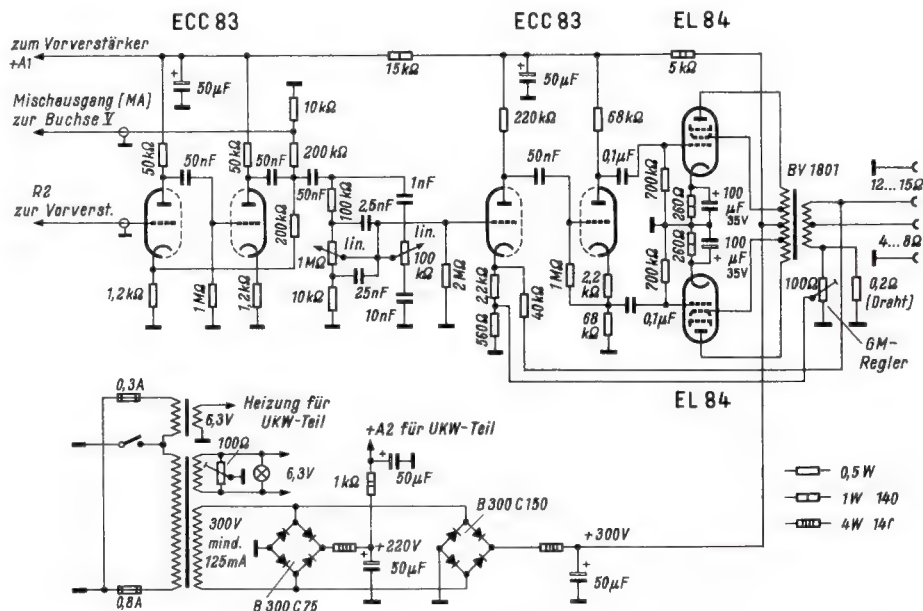 ECC 83
ECC 83
EL 84
zum Vorverstärker
+A1
50µF
15kΩ
50µF
5kΩ
Mischausgang [MA]
zur Buchse V
10kΩ
50kΩ
50nF
50kΩ
50nF
200kΩ
220kΩ
68kΩ
50nF
0,1µF
700kΩ
BV 1801
12...15Ω
R2
zur Vorverst.
50nF
100kΩ
1nF
2,5nF
200kΩ
lin.
lin.
1MΩ
100
kΩ
260Ω
100
µF
35V
260Ω
100
µF
35V
4...8Ω
1,2kΩ
1MΩ
1,2kΩ
10kΩ
25nF
10nF
2MΩ
2,2kΩ
560Ω
40kΩ
1MΩ
2,2
kΩ
68
kΩ
0,1µF
700kΩ
100Ω
0,2Ω
[Draht]
GM-
Regler
EL 84
0,3A
6,3V
Heizung für
UKW-Teil
100Ω
6,3V
+A2 für UKW-Teil
1kΩ
50µF
B300C150
300V
mind.
125mA
+220V
50µF
+300V
50µF
B300C75
0,8A
0,5W
1W 140
4W 14f